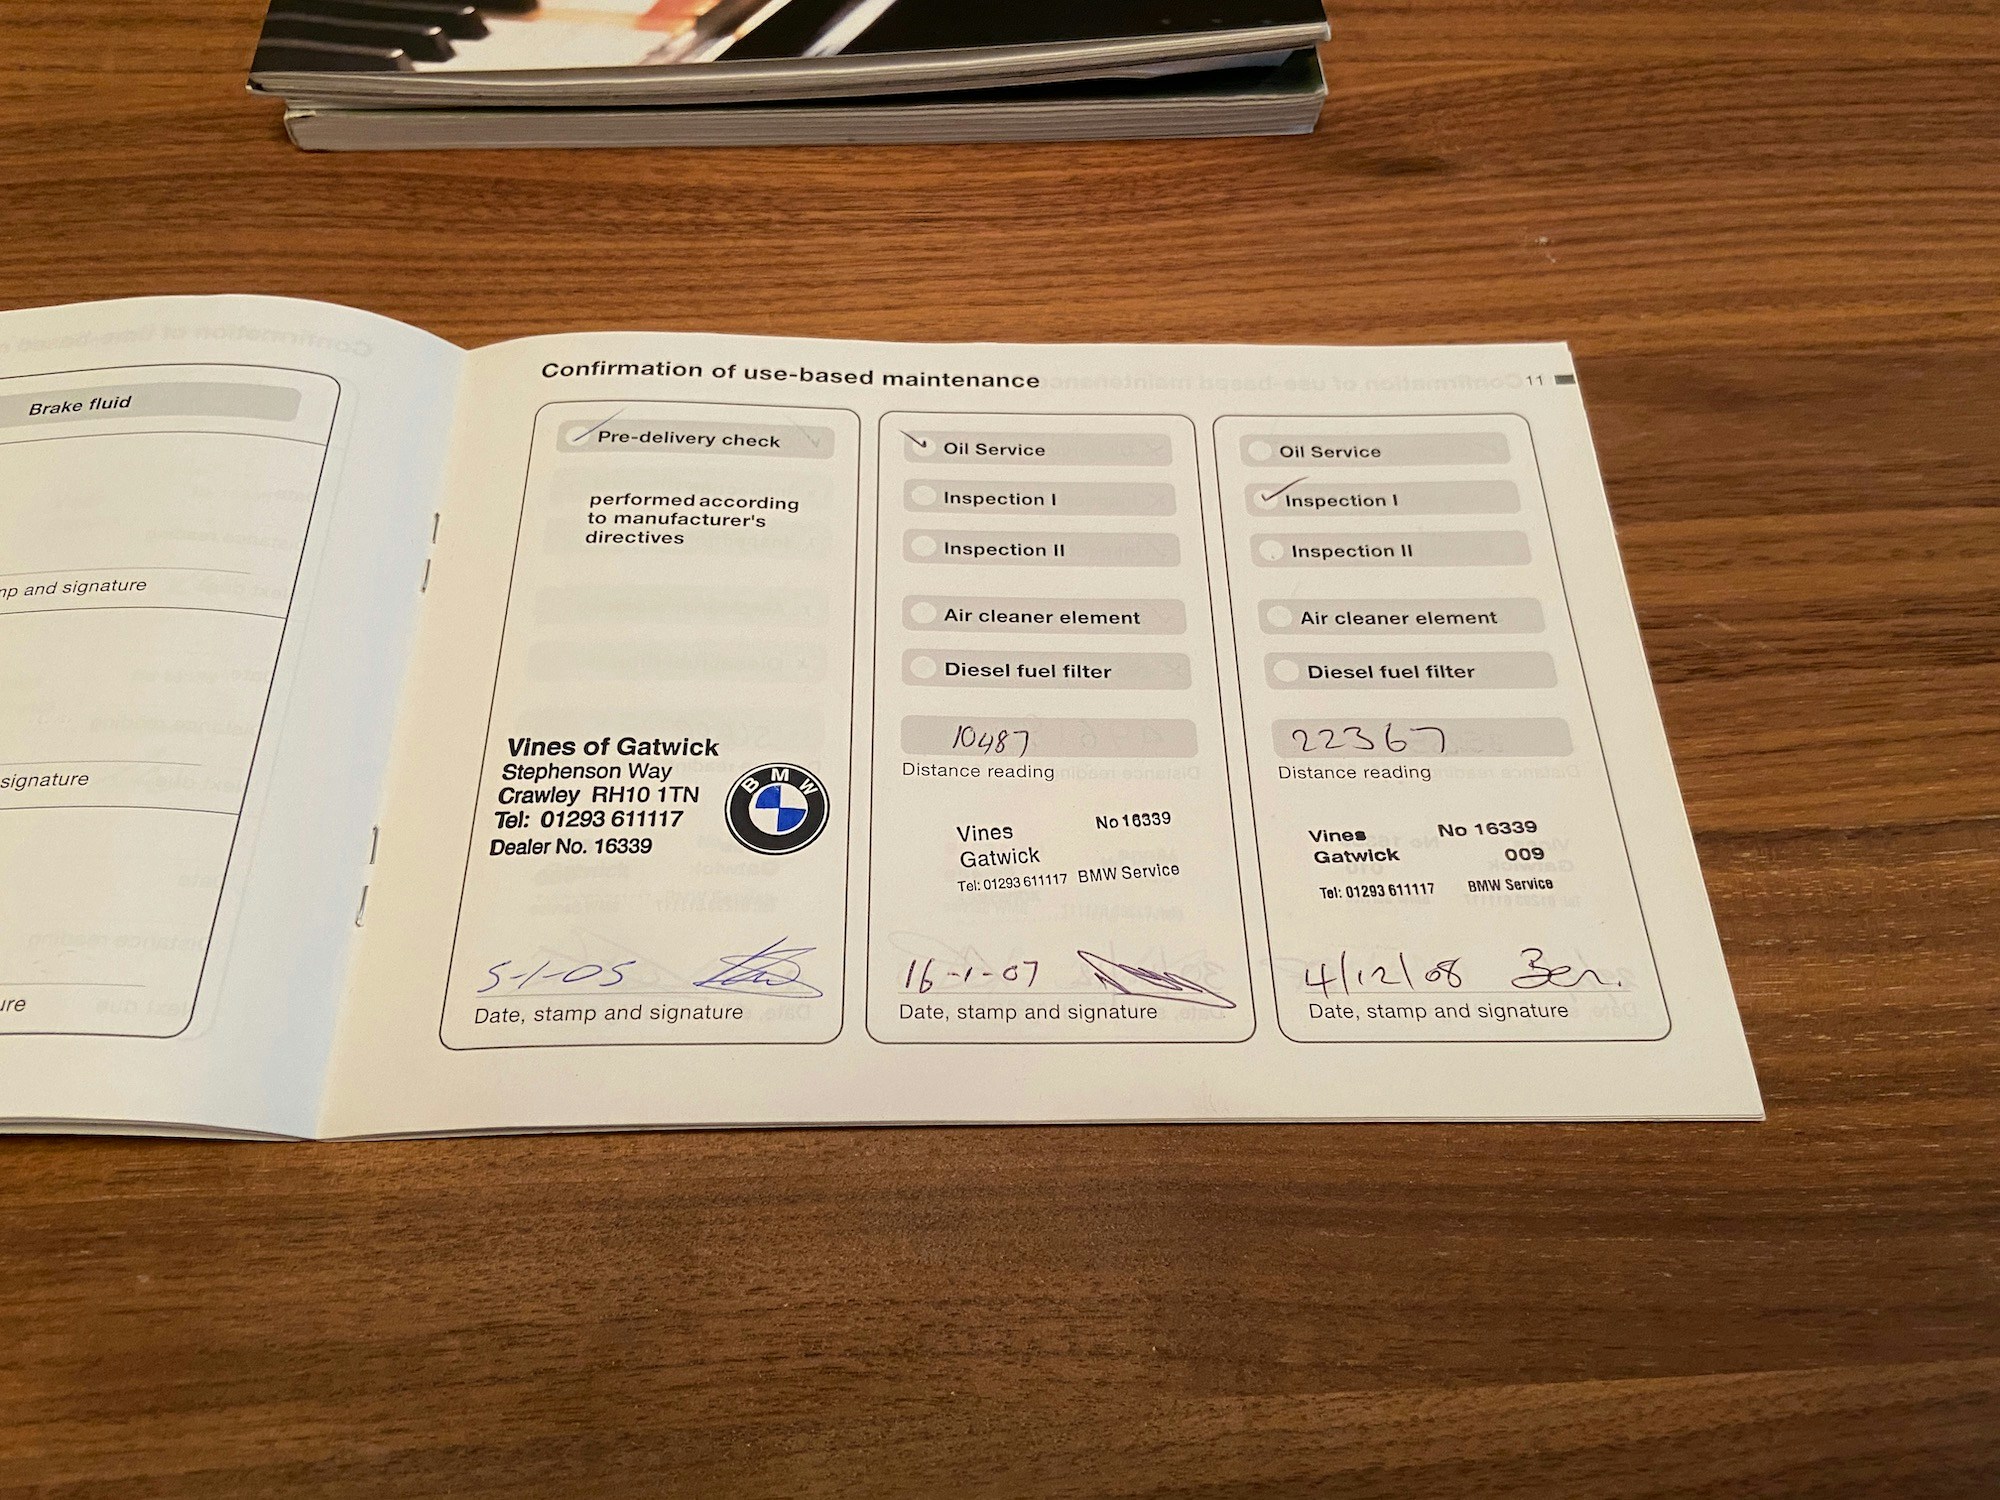 Brake fluid
and signature
signature
Confirmation of use-based maintenance
11
Pre-delivery check
performed according
to manufacturer's
directives
Vines of Gatwick
Stephenson Way
Crawley RH10 1TN
Tel: 01293 611117
Dealer No. 16339
BMW
5-1-05
Date, stamp and signature
Oil Service
Inspection I
Inspection II
Air cleaner element
Diesel fuel filter
10487
Distance reading
Vines No 16339
Gatwick
Tel: 01293 611117 BMW Service
16-1-07
Date, stamp and signature
Oil Service
Inspection I
Inspection II
Air cleaner element
Diesel fuel filter
22367
Distance reading
Vines No 16339
Gatwick 009
Tel: 01293 611117 BMW Service
4/12/08 Ben.
Date, stamp and signature